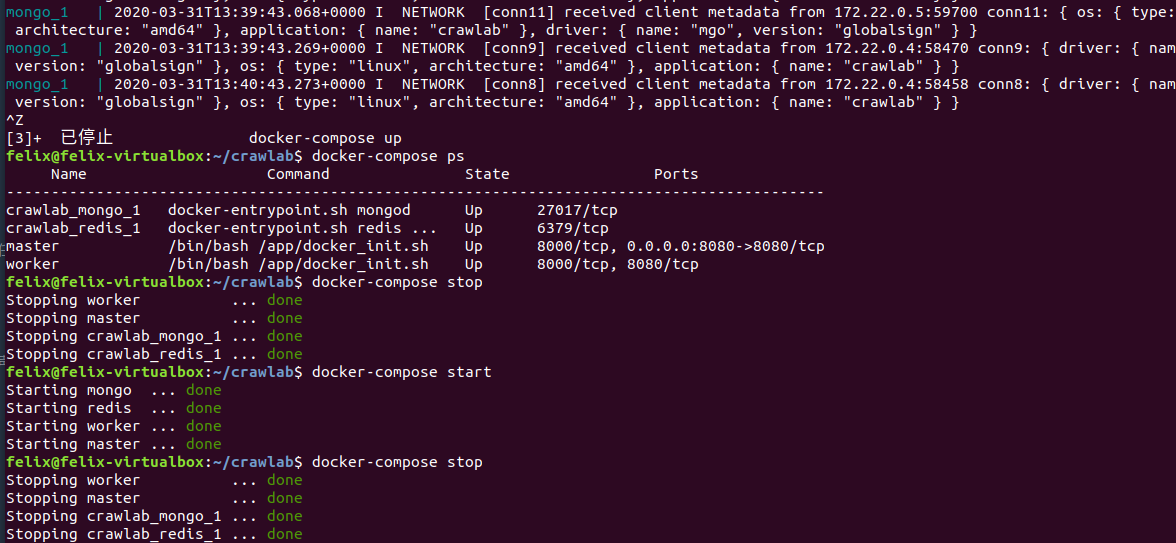 mongo_1   | 2020-03-31T13:39:43.068+0000 I  NETWORK  [conn11] received client metadata from 172.22.0.5:59700 conn11: { os: { type:
architecture: "amd64" }, application: { name: "crawlab" }, driver: { name: "mgo", version: "globalsign" } }
mongo_1   | 2020-03-31T13:39:43.269+0000 I  NETWORK  [conn9] received client metadata from 172.22.0.4:58470 conn9: { driver: { nam
version: "globalsign" }, os: { type: "linux", architecture: "amd64" }, application: { name: "crawlab" } }
mongo_1   | 2020-03-31T13:40:43.273+0000 I  NETWORK  [conn8] received client metadata from 172.22.0.4:58458 conn8: { driver: { nam
version: "globalsign" }, os: { type: "linux", architecture: "amd64" }, application: { name: "crawlab" } }
^Z
[3]+  已停止               docker-compose up
felix@felix-virtualbox:~/crawlab$ docker-compose ps
     Name                    Command               State                Ports
-------------------------------------------------------------------------------------------
crawlab_mongo_1   docker-entrypoint.sh mongod      Up      27017/tcp
crawlab_redis_1   docker-entrypoint.sh redis ...   Up      6379/tcp
master            /bin/bash /app/docker_init.sh    Up      8000/tcp, 0.0.0.0:8080->8080/tcp
worker            /bin/bash /app/docker_init.sh    Up      8000/tcp, 8080/tcp
felix@felix-virtualbox:~/crawlab$ docker-compose stop
Stopping worker          ... done
Stopping master          ... done
Stopping crawlab_mongo_1 ... done
Stopping crawlab_redis_1 ... done
felix@felix-virtualbox:~/crawlab$ docker-compose start
Starting mongo  ... done
Starting redis  ... done
Starting worker ... done
Starting master ... done
felix@felix-virtualbox:~/crawlab$ docker-compose stop
Stopping worker          ... done
Stopping master          ... done
Stopping crawlab_mongo_1 ... done
Stopping crawlab_redis_1 ... done